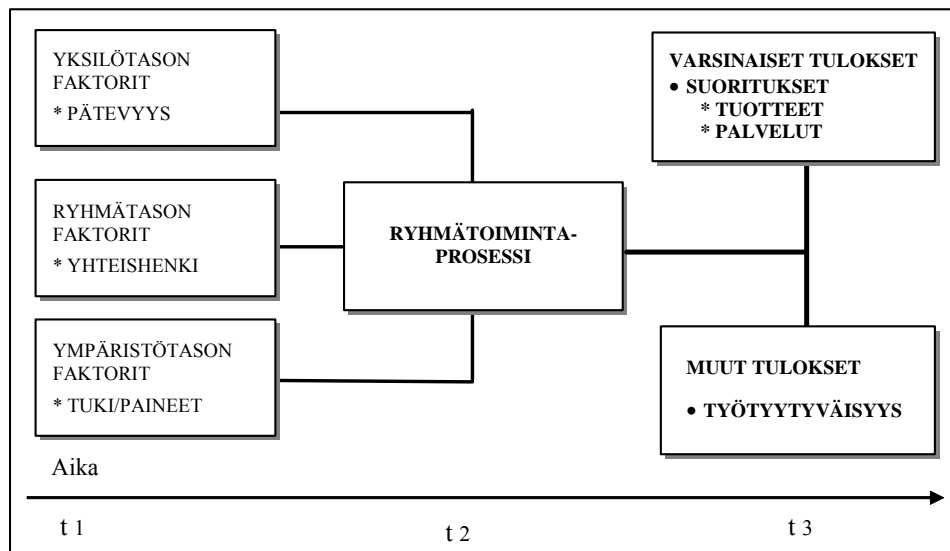 YKSILÖTASON
FAKTORIT
* PÄTEVYYS
RYHMÄTASON
FAKTORIT
* YHTEISHENKI
YMPÄRISTÖTASON
FAKTORIT
* TUKI/PAINEET
RYHMÄTOIMINTA-
PROSESSI
VARSINAISET TULOKSET
• SUORITUKSET
* TUOTTEET
* PALVELUT
MUUT TULOKSET
• TYÖTYYTYVÄISYYS
Aika
t 1
t 2
t 3